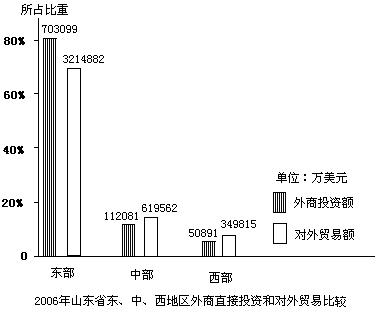 所占比重
703099
80%
3214882
60%
40%
单位：万美元
20%
112081
619562
外商投资额
50891
349815
对外贸易额
0
东部
中部
西部
2006年山东省东、中、西地区外商直接投资和对外贸易比较